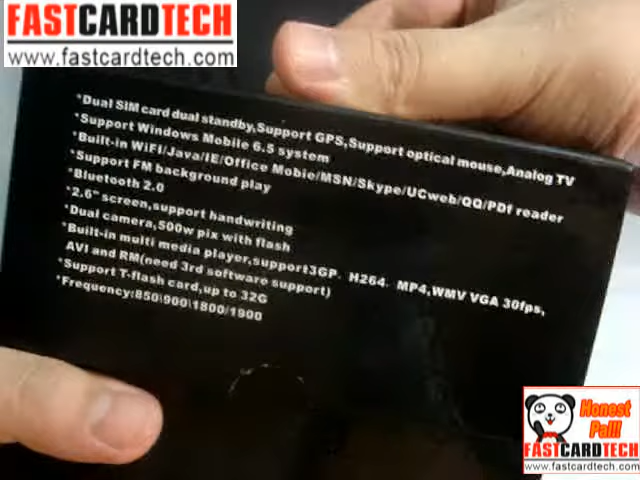 FASTCARDTECH
www.fastcardtech.com
*Dual SIM card dual standby,Support GPS,Support optical mouse,Analog TV
*Support Windows Mobile 6.5 system
*Built-in WiFi/Java/IE/Office Mobie/MSN/Skype/UCweb/QQ/PDf reader
*Support FM background play
*Bluetooth 2.0
*2.6" screen,support handwriting
*Dual camera,500w pix with flash
*Built-in multi media player,support3GP. H264. MP4,WMV VGA 30fps,
AVI and RM(need 3rd software support)
*Support T-flash card,up to 32G
*Frequency:850\900\1800/1900
Honest
Pal!!
FASTCARDTECH
www.fastcardtech.com